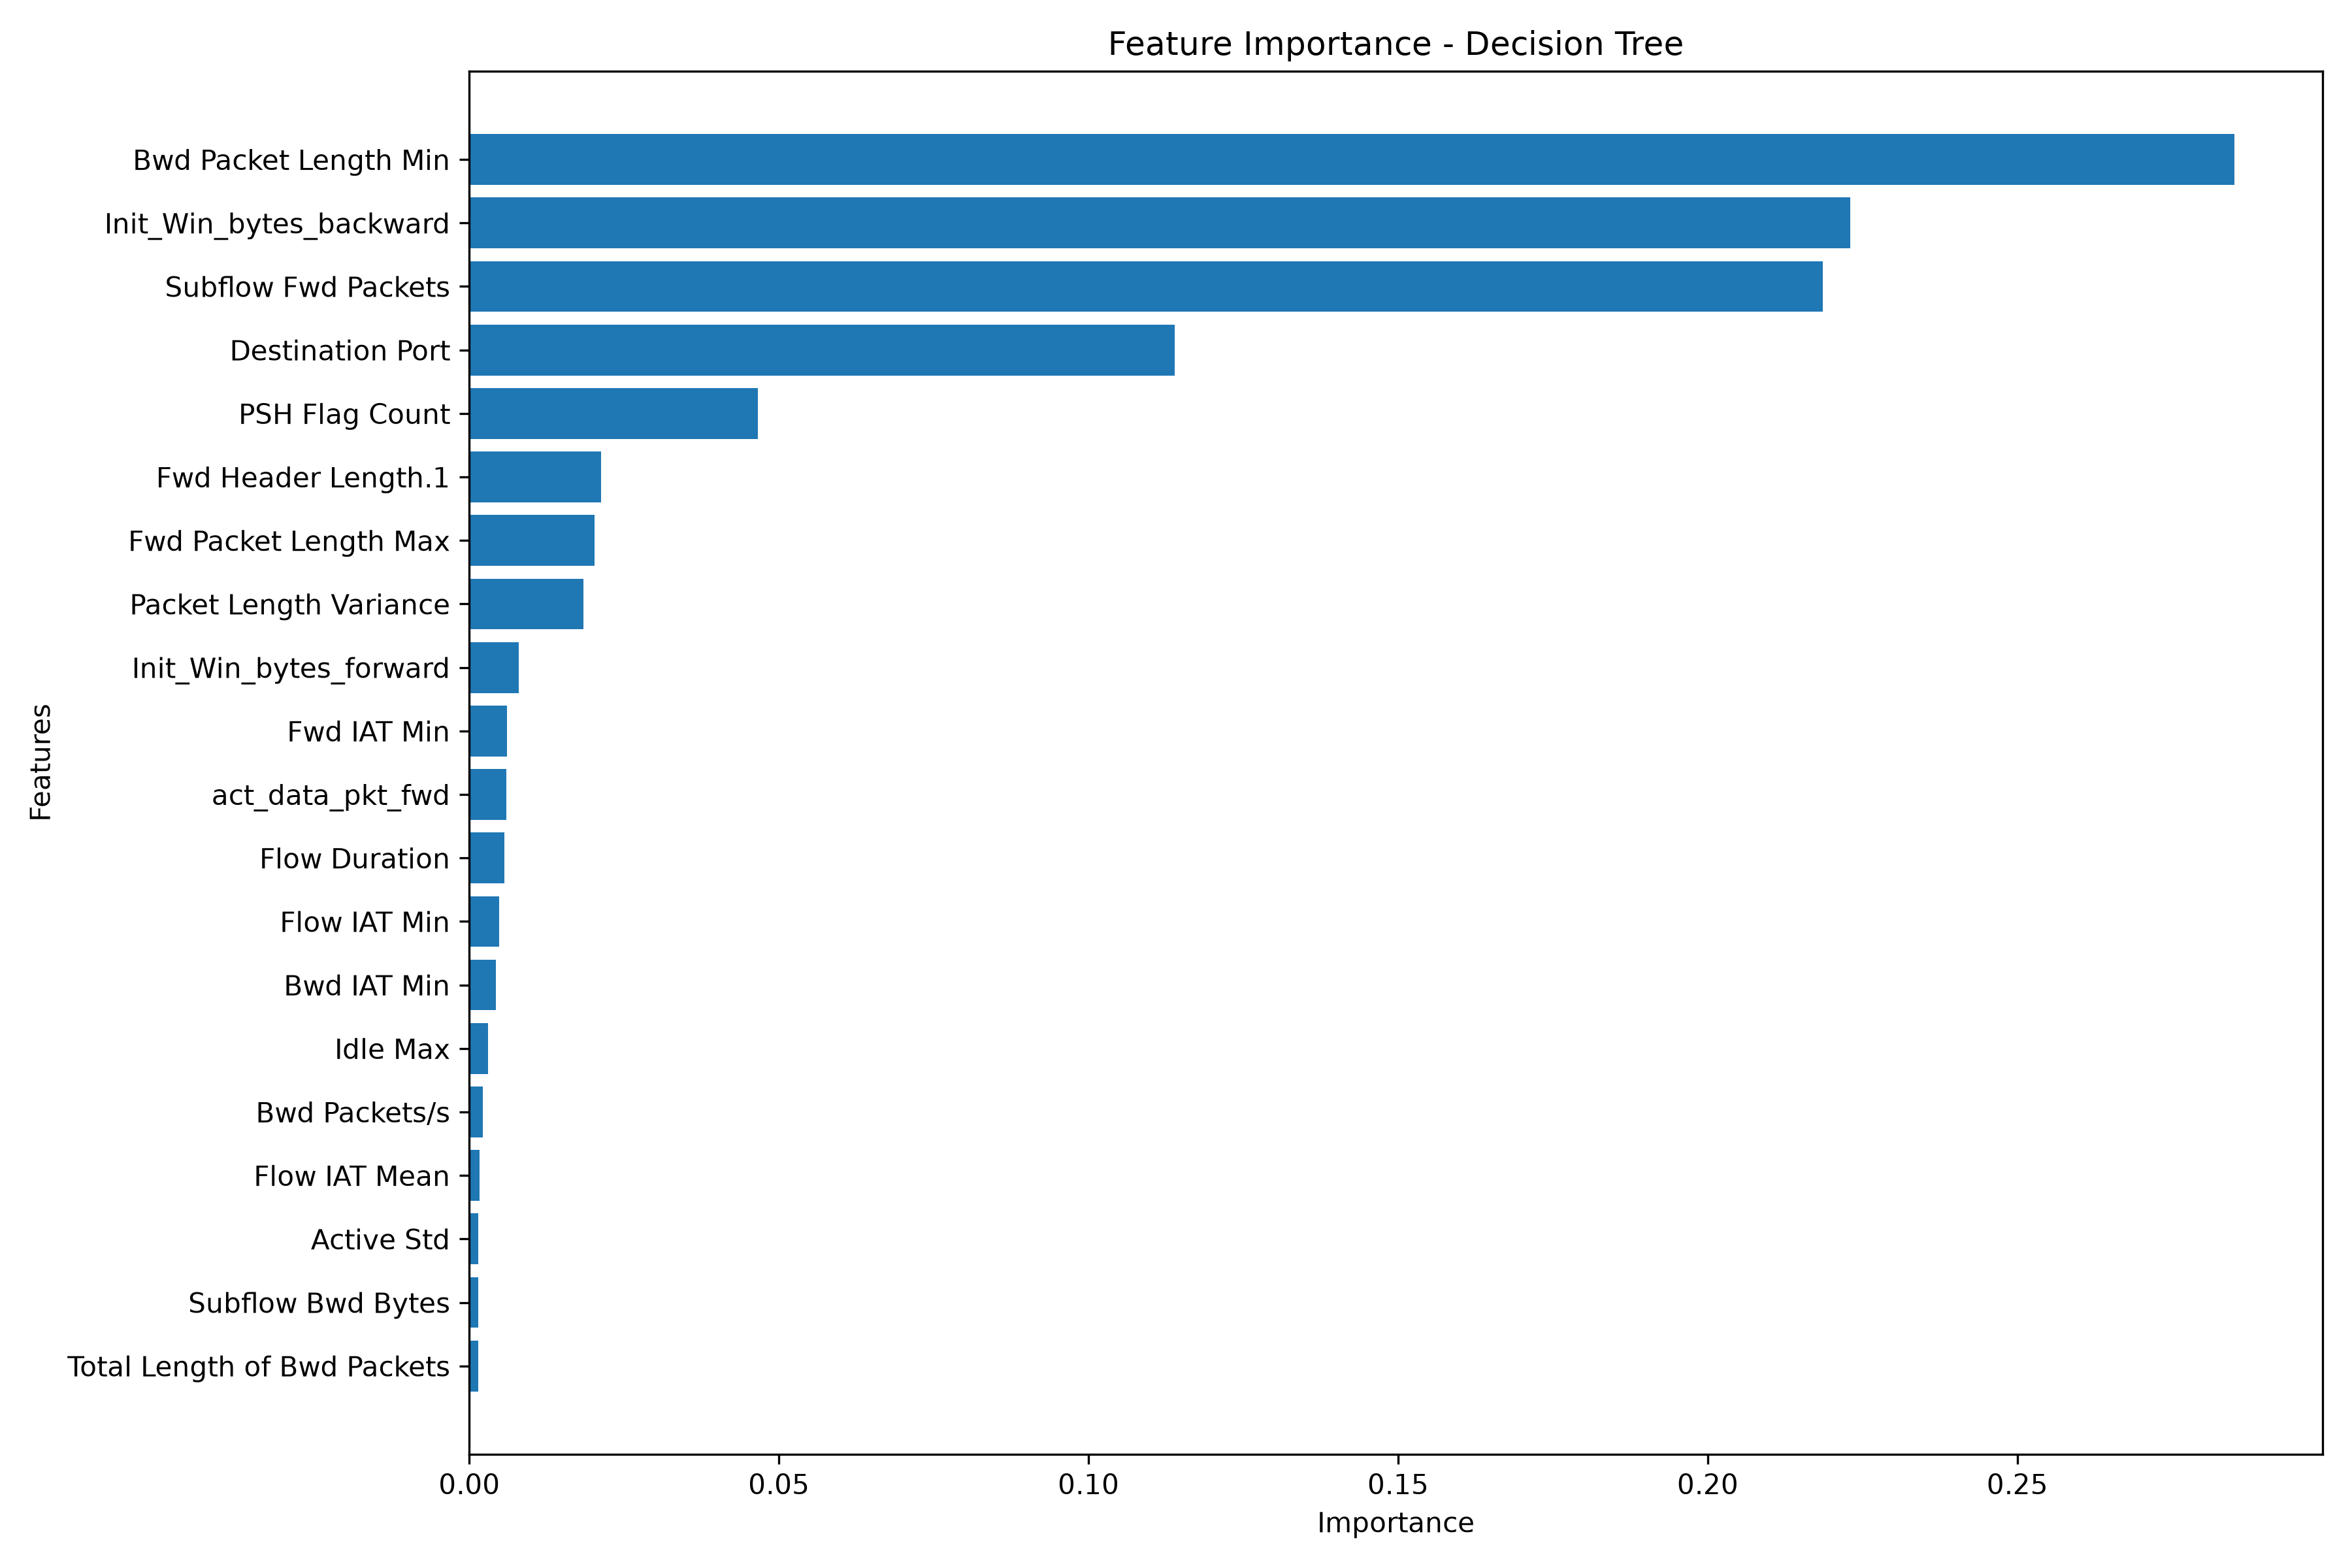 Feature Importance - Decision Tree
Bwd Packet Length Min
Init_Win_bytes_backward
Subflow Fwd Packets
Destination Port
PSH Flag Count
Fwd Header Length.1
Fwd Packet Length Max
Packet Length Variance
Init_Win_bytes_forward
Fwd IAT Min
act_data_pkt_fwd
Flow Duration
Flow IAT Min
Bwd IAT Min
Idle Max
Bwd Packets/s
Flow IAT Mean
Active Std
Subflow Bwd Bytes
Total Length of Bwd Packets
Features
0.00 0.05 0.10 0.15 0.20 0.25
Importance